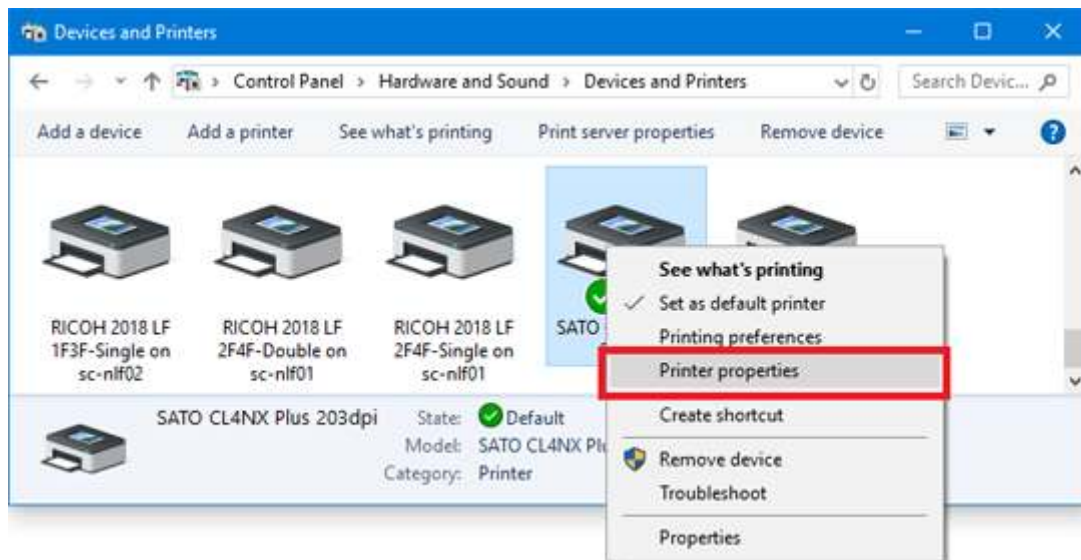 Devices and Printers
Control Panel > Hardware and Sound > Devices and Printers
Search Devic...
Add a device Add a printer See what's printing Print server properties Remove device
RICOH 2018 LF
1F3F-Single on
sc-nlf02
RICOH 2018 LF
2F4F-Double on
sc-nlf01
RICOH 2018 LF
2F4F-Single on
sc-nlf01
SATO
See what's printing
Set as default printer
Printing preferences
Printer properties
Create shortcut
Remove device
Troubleshoot
Properties
SATO CL4NX Plus 203dpi
State: Default
Model: SATO CL4NX Pl
Category: Printer